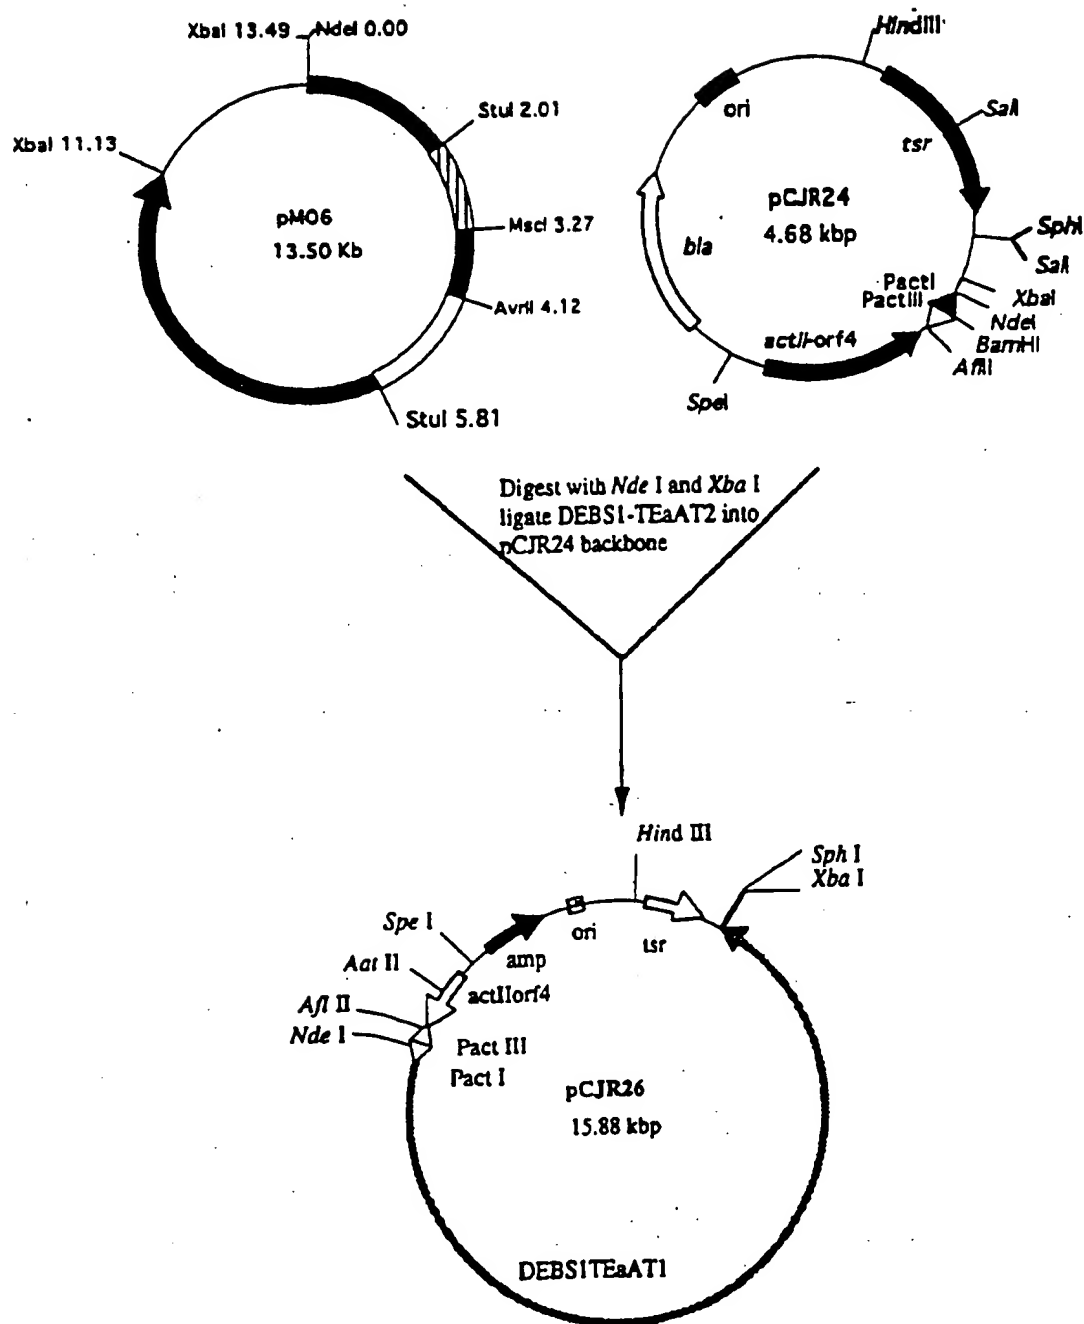 XbaI 13.49
NdeI 0.00
StuI 2.01
XbaI 11.13
pM06
13.50 Kb
MscI 3.27
AvrII 4.12
StuI 5.81
HindIII
ori
SalI
tsr
pCJR24
4.68 kbp
SphI
SalI
bla
PactI
PactIII
XbaI
NdeI
BamHI
AflII
actII-orf4
SpeI
Digest with Nde I and Xba I
ligate DEBS1-TEaAT2 into
pCJR24 backbone
Hind III
Sph I
Xba I
Spe I
ori
tsr
amp
Aat II
actIIorf4
Afl II
Nde I
Pact III
Pact I
pCJR26
15.88 kbp
DEBS1TEaAT1